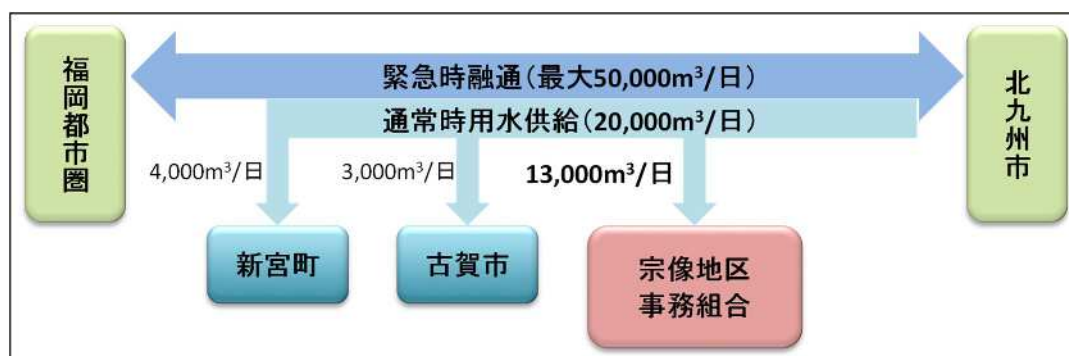 福岡都市圏
緊急時融通（最大50,000m³/日）
通常時用水供給（20,000m³/日）
北九州市
4,000m³/日
3,000m³/日
13,000m³/日
新宮町
古賀市
宗像地区
事務組合